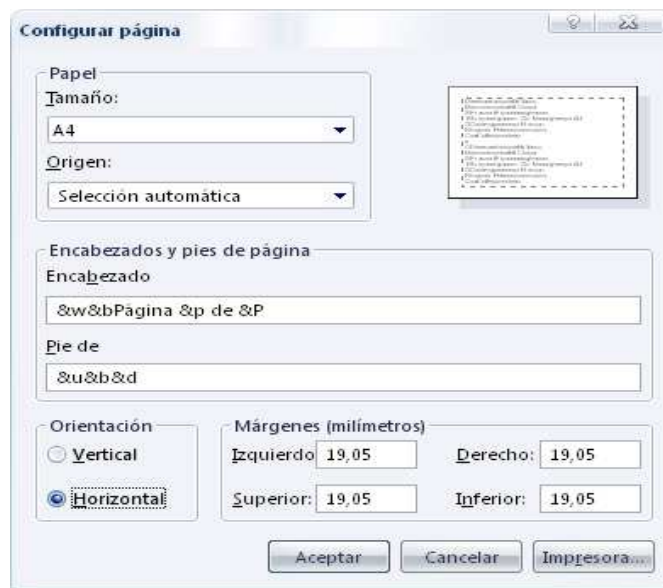 Configurar página
Papel
Tamaño:
A4
Origen:
Selección automática
Encabezados y pies de página
Encabezado
&w&bPágina &p de &P
Pie de
&u&b&d
Orientación
Vertical
Horizontal
Márgenes (milímetros)
Izquierdo 19,05 Derecho: 19,05
Superior: 19,05 Inferior: 19,05
Aceptar Cancelar Impresora...